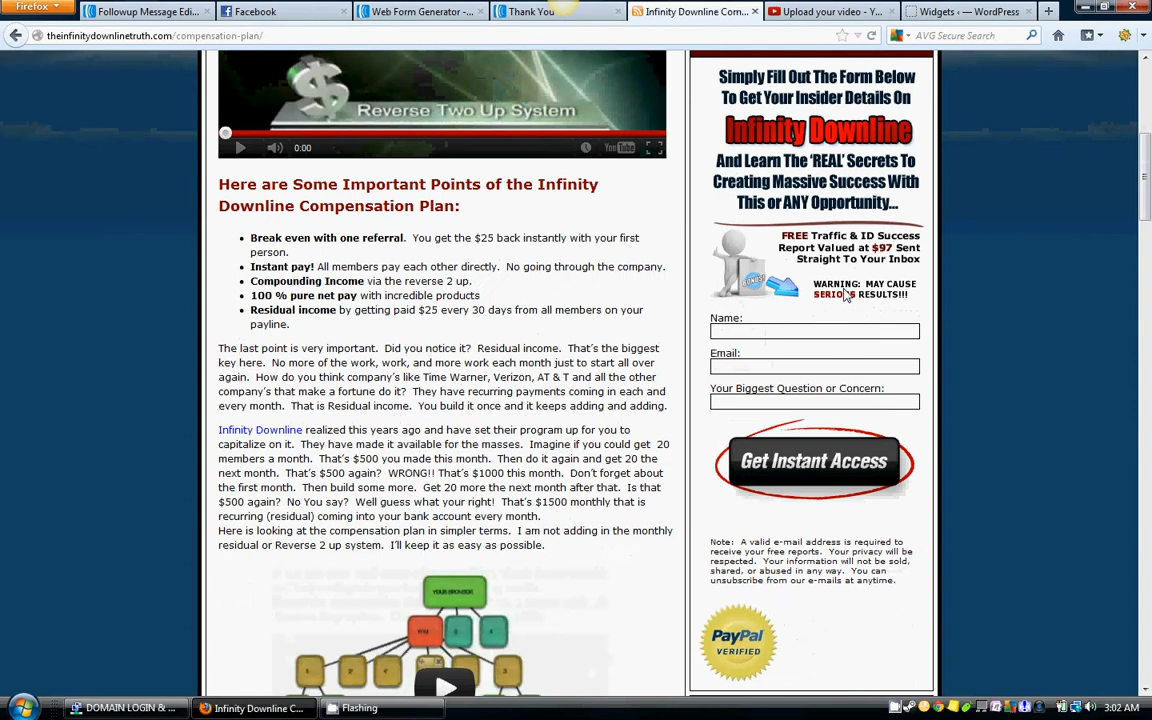 Firefox
Followup Message Edi...
Facebook
Web Form Generator -...
Thank You
Infinity Downline Com...
Upload your video - Y...
Widgets ‹ — WordPress
theinfinitydownlinetruth.com/compensation-plan/
AVG Secure Search
Reverse Two Up System
0:00
YouTube
Here are Some Important Points of the Infinity
Downline Compensation Plan:
Break even with one referral. You get the $25 back instantly with your first
person.
Instant pay! All members pay each other directly. No going through the company.
Compounding Income via the reverse 2 up.
100 % pure net pay with incredible products
Residual income by getting paid $25 every 30 days from all members on your
payline.
The last point is very important. Did you notice it? Residual income. That's the biggest
key here. No more of the work, work, and more work each month just to start all over
again. How do you think company's like Time Warner, Verizon, AT & T and all the other
company's that make a fortune do it? They have recurring payments coming in each and
every month. That is Residual income. You build it once and it keeps adding and adding.
Infinity Downline realized this years ago and have set their program up for you to
capitalize on it. They have made it available for the masses. Imagine if you could get 20
members a month. That's $500 you made this month. Then do it again and get 20 the
next month. That's $500 again? WRONG!! That's $1000 this month. Don't forget about
the first month. Then build some more. Get 20 more the next month after that. Is that
$500 again? No You say? Well guess what your right! That's $1500 monthly that is
recurring (residual) coming into your bank account every month.
Here is looking at the compensation plan in simpler terms. I am not adding in the monthly
residual or Reverse 2 up system. I'll keep it as easy as possible.
YOUR SPONSOR
Simply Fill Out The Form Below
To Get Your Insider Details On
Infinity Downline
And Learn The 'REAL' Secrets To
Creating Massive Success With
This or ANY Opportunity...
FREE Traffic & ID Success
Report Valued at $97 Sent
Straight To Your Inbox
BONUS!
WARNING: MAY CAUSE
SERIOUS RESULTS!!!
Name:
Email:
Your Biggest Question or Concern:
Get Instant Access
Note: A valid e-mail address is required to
receive your free reports. Your privacy will be
respected. Your information will not be sold,
shared, or abused in any way. You can
unsubscribe from our e-mails at anytime.
PayPal
VERIFIED
DOMAIN LOGIN & ...
Infinity Downline C...
Flashing
3:02 AM